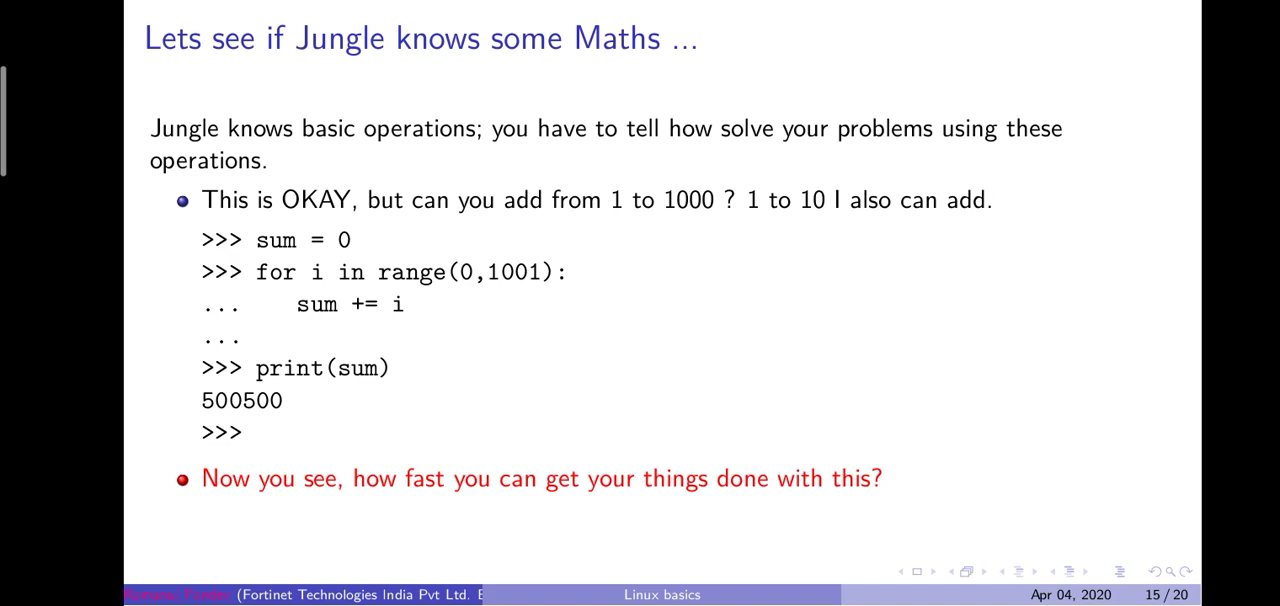 Lets see if Jungle knows some Maths ...
Jungle knows basic operations; you have to tell how solve your problems using these
operations.
This is OKAY, but can you add from 1 to 1000 ? 1 to 10 I also can add.
>>> sum = 0
>>> for i in range(0,1001):
...    sum += i
...
>>> print(sum)
500500
>>>
Now you see, how fast you can get your things done with this?
(Fortinet Technologies India Pvt Ltd. Linux basics Apr 04, 2020 15 / 20